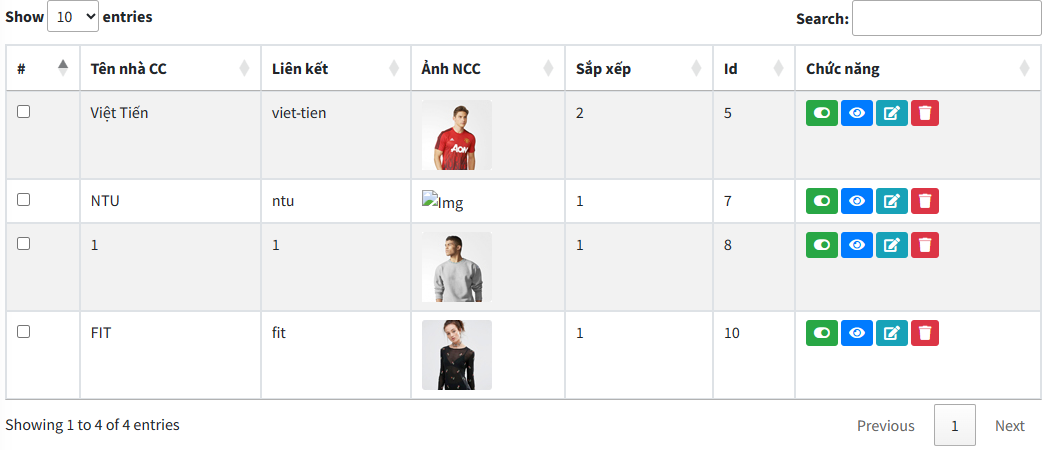 Show 10 entries
Search:
# Tên nhà CC Liên kết Ảnh NCC Sắp xếp Id Chức năng
Việt Tiến viet-tien AON 2 5
NTU ntu Img 1 7
1 1 1 8
FIT fit 1 10
Showing 1 to 4 of 4 entries
Previous 1 Next